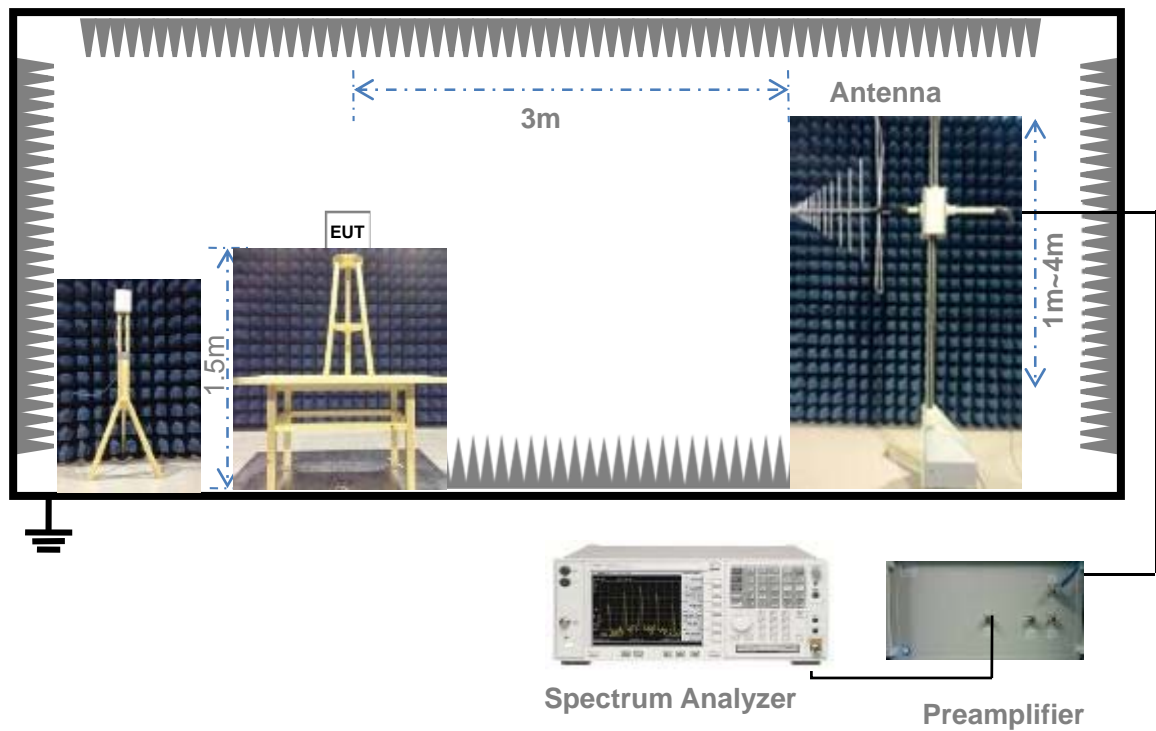 Antenna
3m
EUT
1.5m
1m~4m
Spectrum Analyzer
Preamplifier